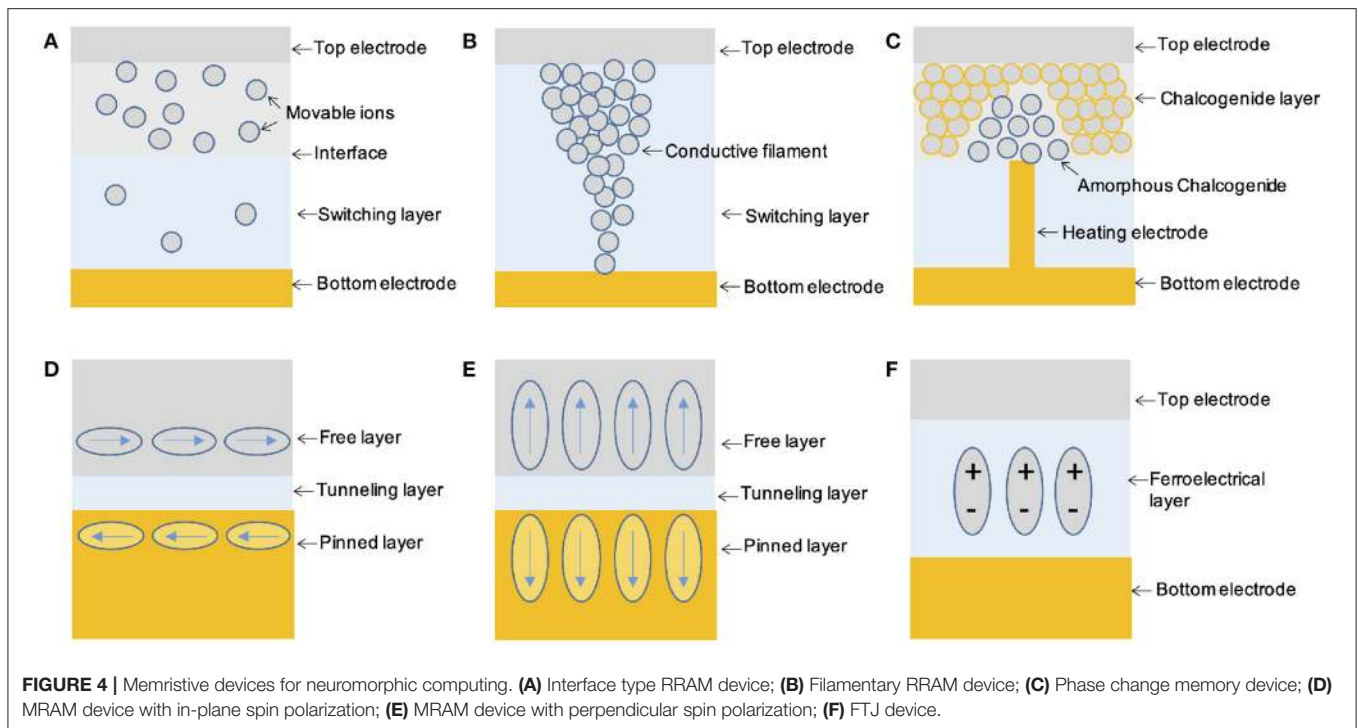 A
Top electrode
Movable ions
Interface
Switching layer
Bottom electrode
B
Top electrode
Conductive filament
Switching layer
Bottom electrode
C
Top electrode
Chalcogenide layer
Amorphous Chalcogenide
Heating electrode
Bottom electrode
D
Free layer
Tunneling layer
Pinned layer
E
Free layer
Tunneling layer
Pinned layer
F
Top electrode
+ + +
- - -
Ferroelectrical
layer
Bottom electrode
FIGURE 4 | Memristive devices for neuromorphic computing. (A) Interface type RRAM device; (B) Filamentary RRAM device; (C) Phase change memory device; (D)
MRAM device with in-plane spin polarization; (E) MRAM device with perpendicular spin polarization; (F) FTJ device.